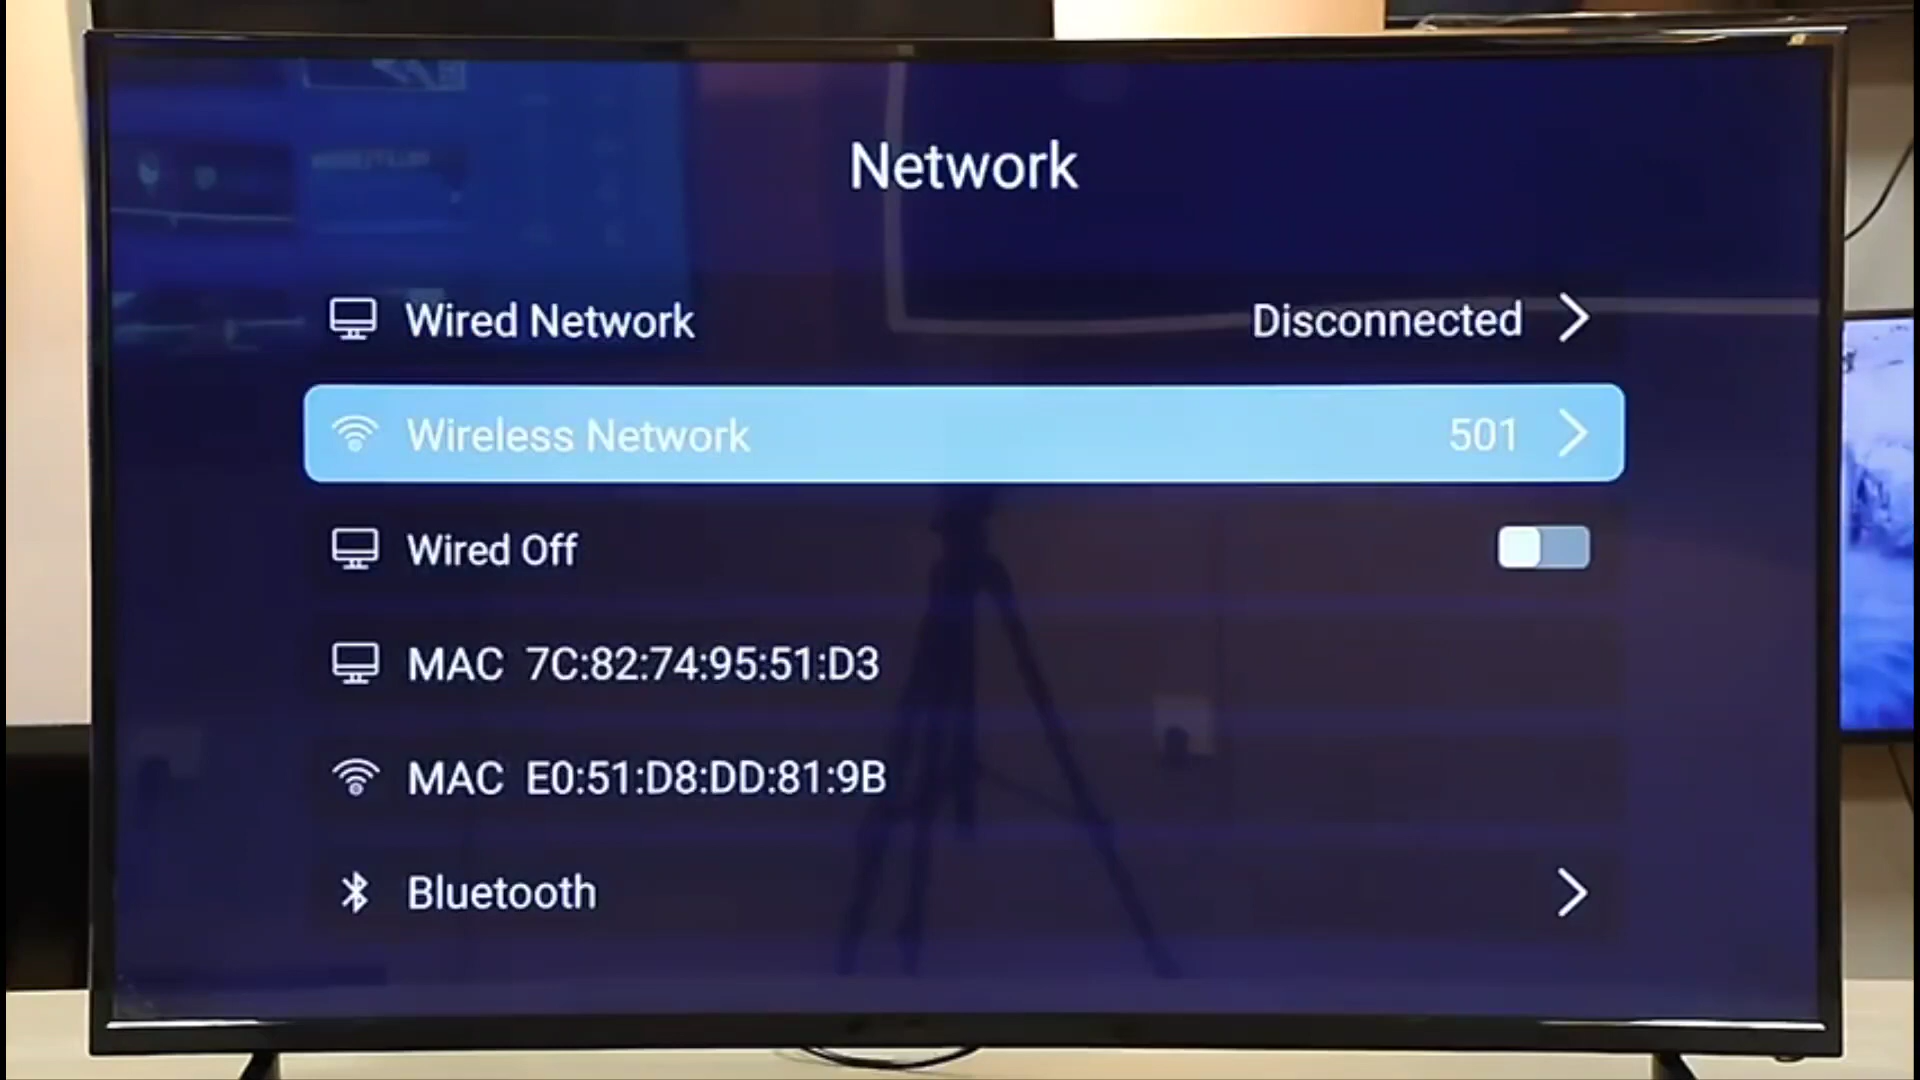 Network
Wired Network Disconnected
Wireless Network 501
Wired Off
MAC 7C:82:74:95:51:D3
MAC E0:51:D8:DD:81:9B
Bluetooth